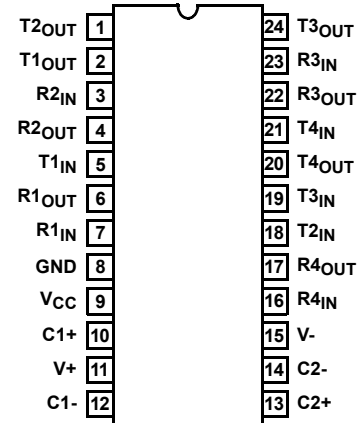 T2OUT 1 24 T3OUT
T1OUT 2 23 R3IN
R2IN 3 22 R3OUT
R2OUT 4 21 T4IN
T1IN 5 20 T4OUT
R1OUT 6 19 T3IN
R1IN 7 18 T2IN
GND 8 17 R4OUT
VCC 9 16 R4IN
C1+ 10 15 V-
V+ 11 14 C2-
C1- 12 13 C2+